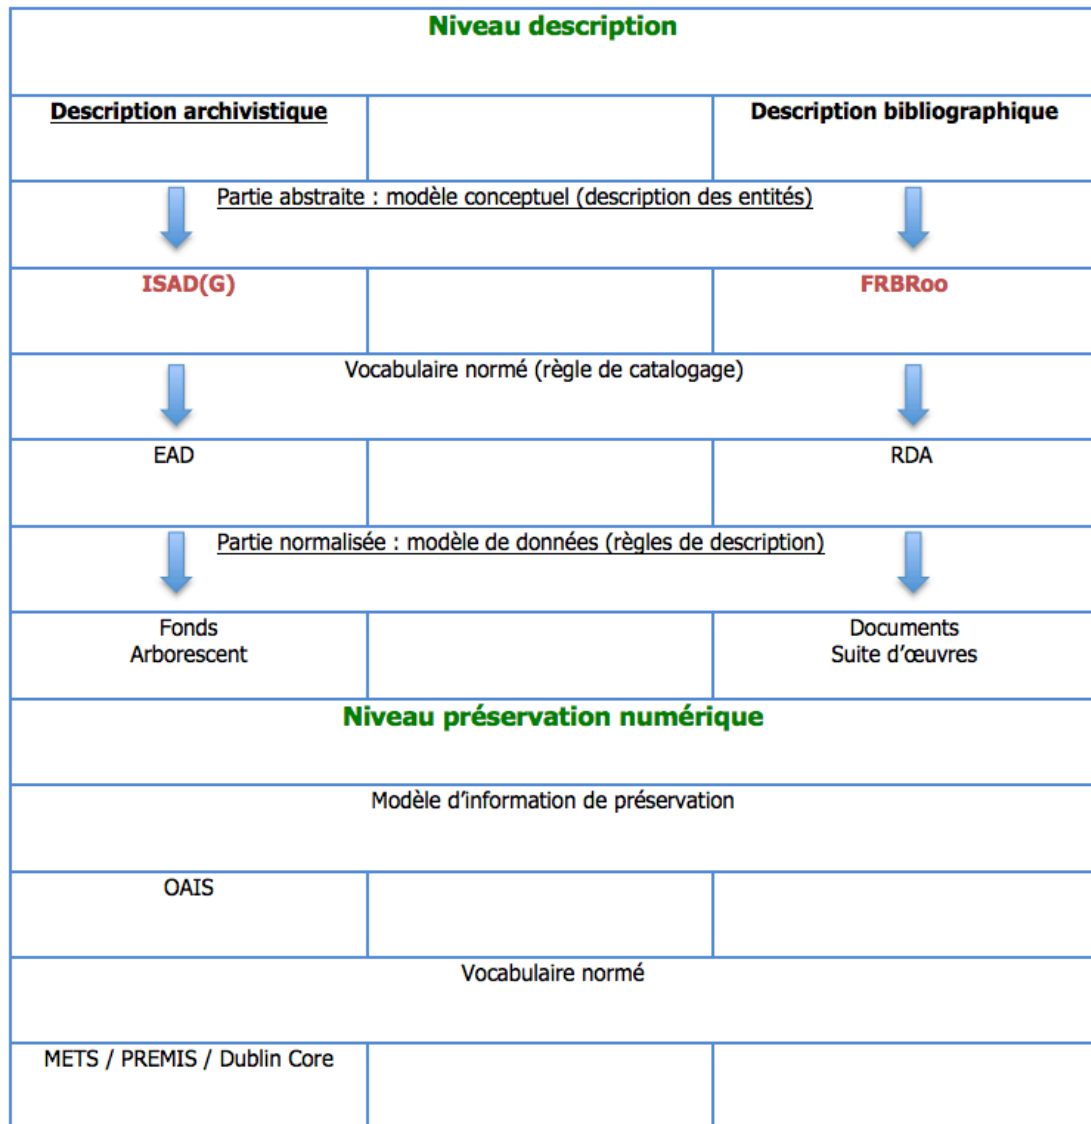 Niveau description
Description archivistique
Description bibliographique
Partie abstraite : modèle conceptuel (description des entités)
ISAD(G)
FRBRoo
Vocabulaire normé (règle de catalogage)
EAD
RDA
Partie normalisée : modèle de données (règles de description)
Fonds
Arborescent
Documents
Suite d'œuvres
Niveau préservation numérique
Modèle d'information de préservation
OAIS
Vocabulaire normé
METS / PREMIS / Dublin Core